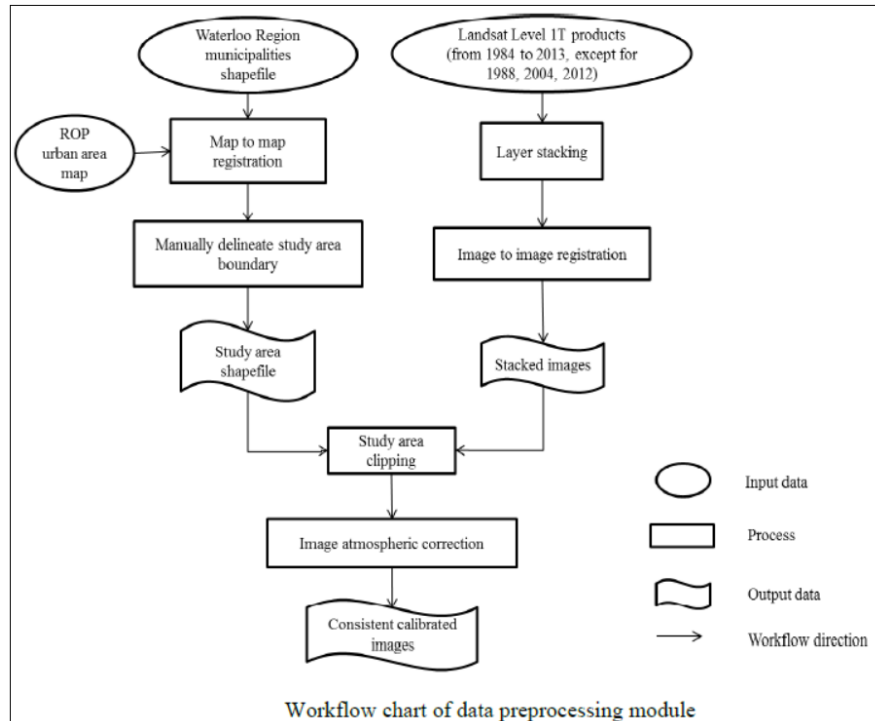 Waterloo Region
municipalities
shapefile
Landsat Level 1T products
(from 1984 to 2013, except for
1988, 2004, 2012)
ROP
urban area
map
Map to map
registration
Layer stacking
Manually delineate study area
boundary
Image to image registration
Study area
shapefile
Stacked images
Study area
clipping
Image atmospheric correction
Consistent calibrated
images
Input data
Process
Output data
Workflow direction
Workflow chart of data preprocessing module